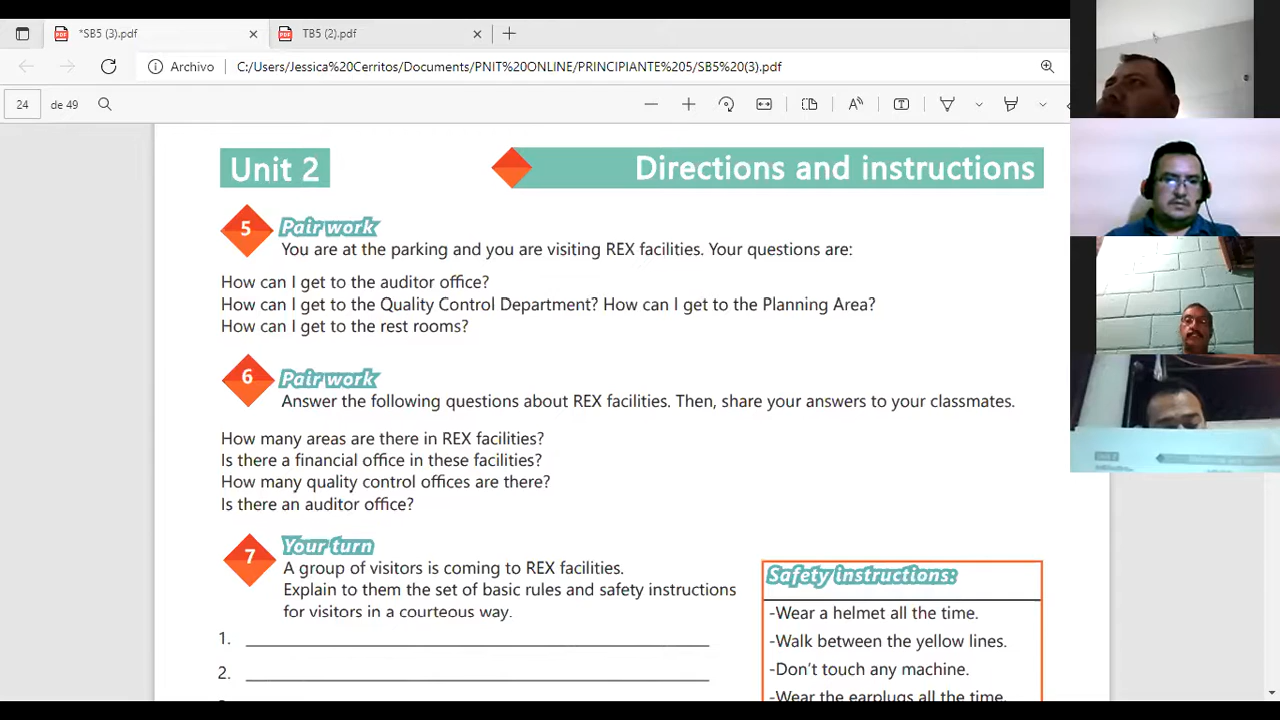 *SB5 (3).pdf
TB5 (2).pdf
Archivo
C:/Users/Jessica%20Cerritos/Documents/PNIT%20ONLINE/PRINCIPIANTE%205/SB5%20(3).pdf
24
de 49
Unit 2
Directions and instructions
5
Pair work
You are at the parking and you are visiting REX facilities. Your questions are:
How can I get to the auditor office?
How can I get to the Quality Control Department? How can I get to the Planning Area?
How can I get to the rest rooms?
6
Pair work
Answer the following questions about REX facilities. Then, share your answers to your classmates.
How many areas are there in REX facilities?
Is there a financial office in these facilities?
How many quality control offices are there?
Is there an auditor office?
7
Your turn
A group of visitors is coming to REX facilities.
Explain to them the set of basic rules and safety instructions
for visitors in a courteous way.
1.
2.
Safety instructions:
-Wear a helmet all the time.
-Walk between the yellow lines.
-Don't touch any machine.
-Wear the earplugs all the time.